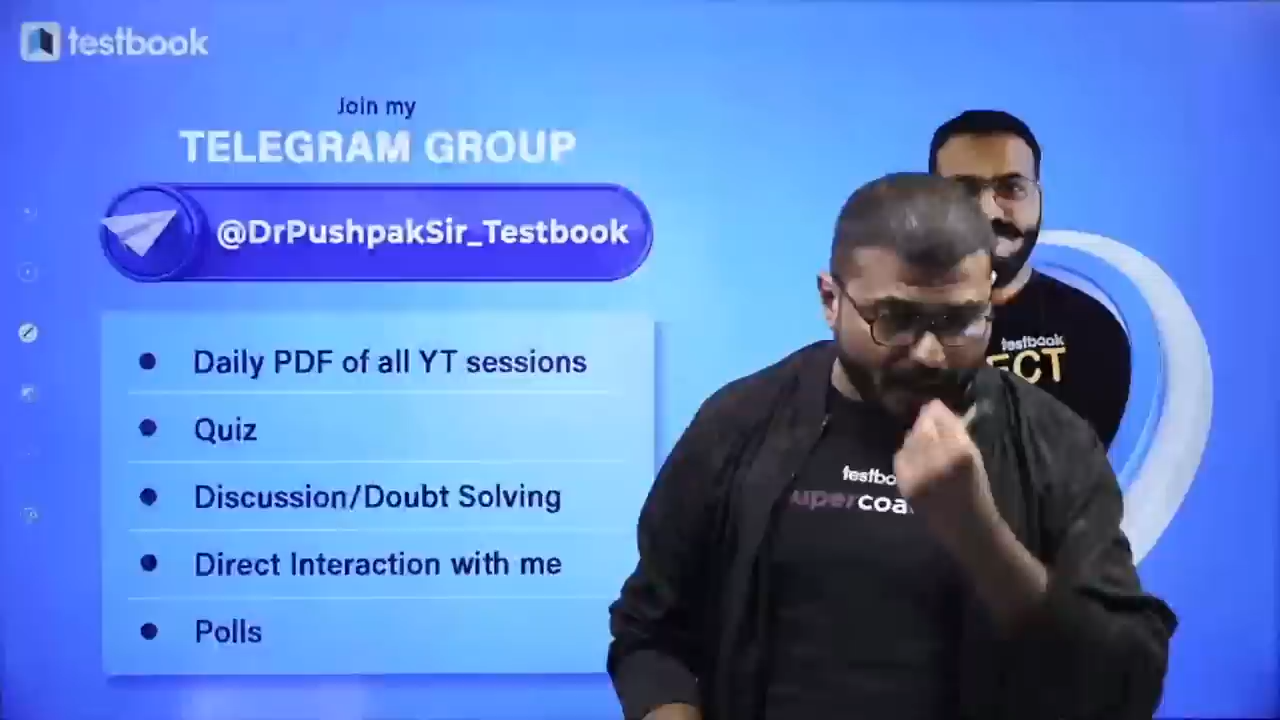 testbook
Join my
TELEGRAM GROUP
@DrPushpakSir_Testbook
Daily PDF of all YT sessions
Quiz
Discussion/Doubt Solving
Direct Interaction with me
Polls
testbook